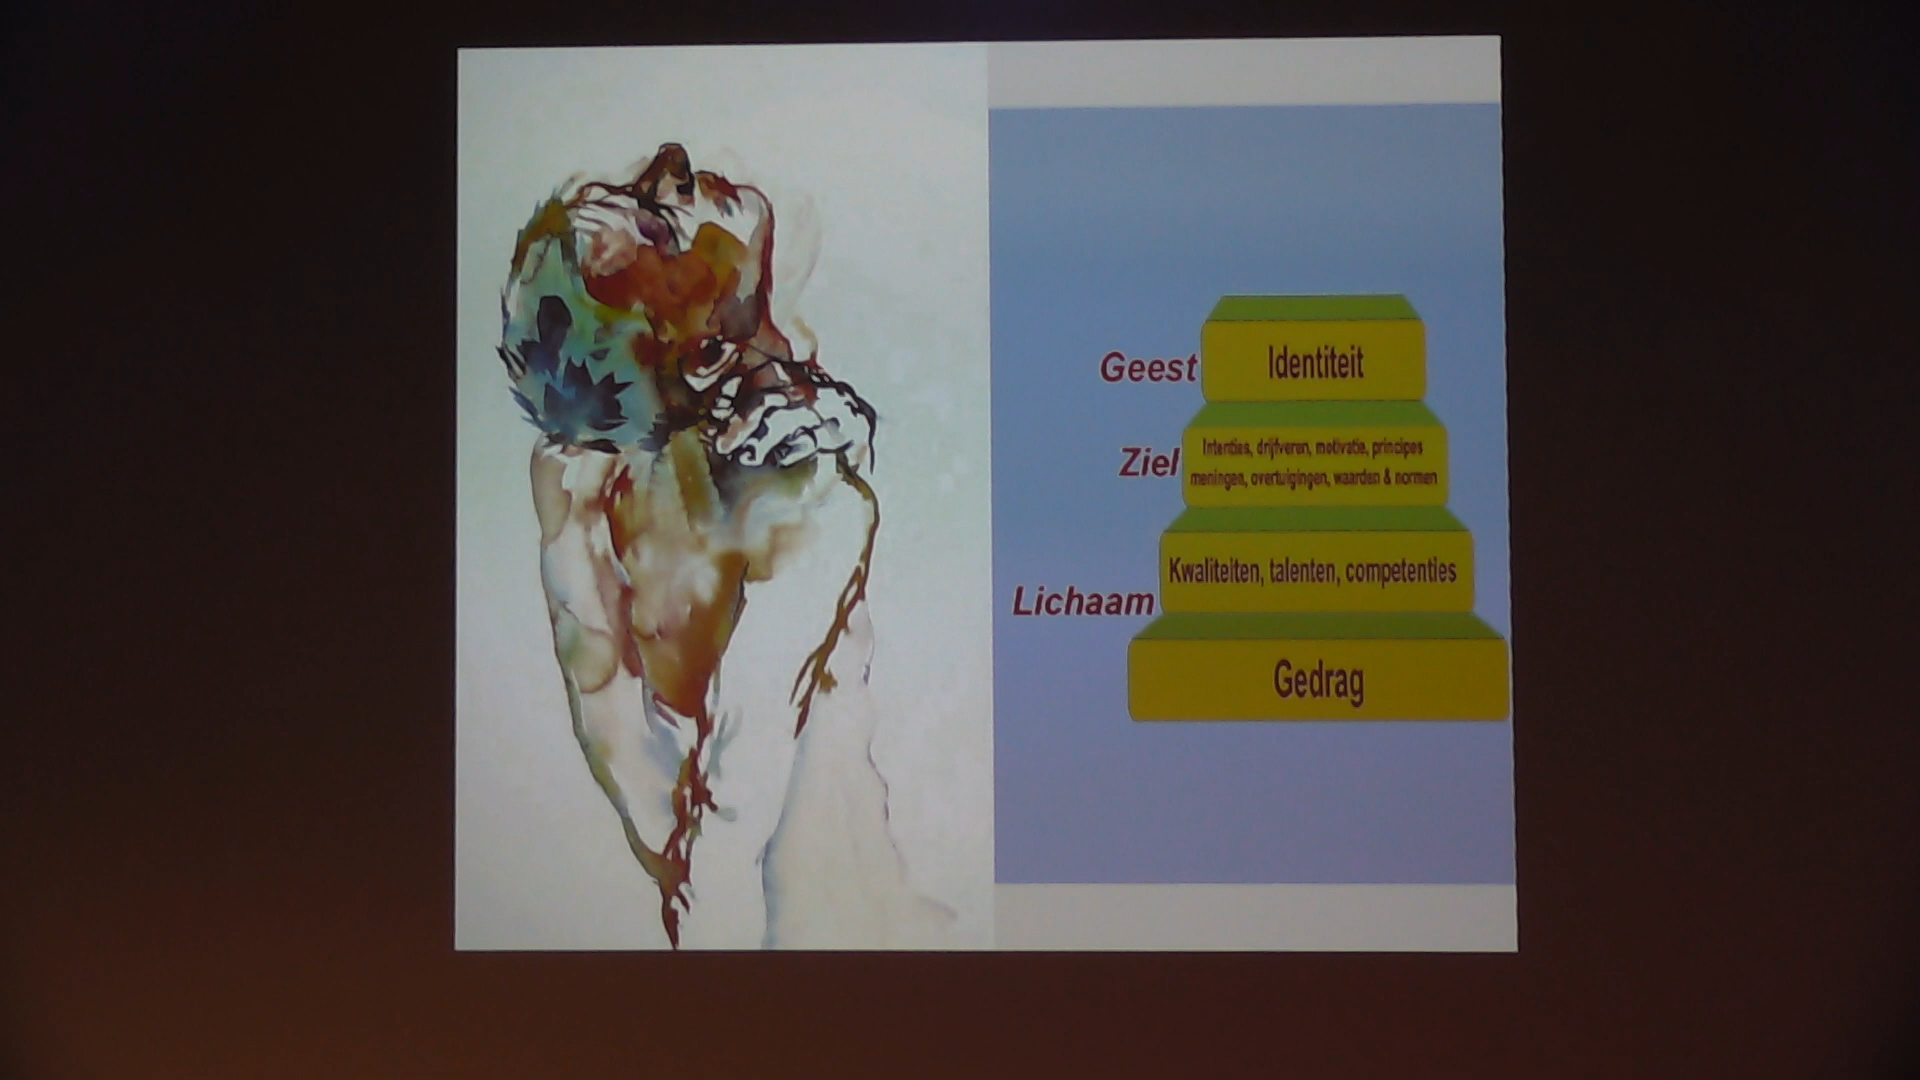 Geest
Identiteit
Ziel
Intenties, drijfveren, motivatie, principes
meningen, overtuigingen, waarden & normen
Kwaliteiten, talenten, competenties
Lichaam
Gedrag